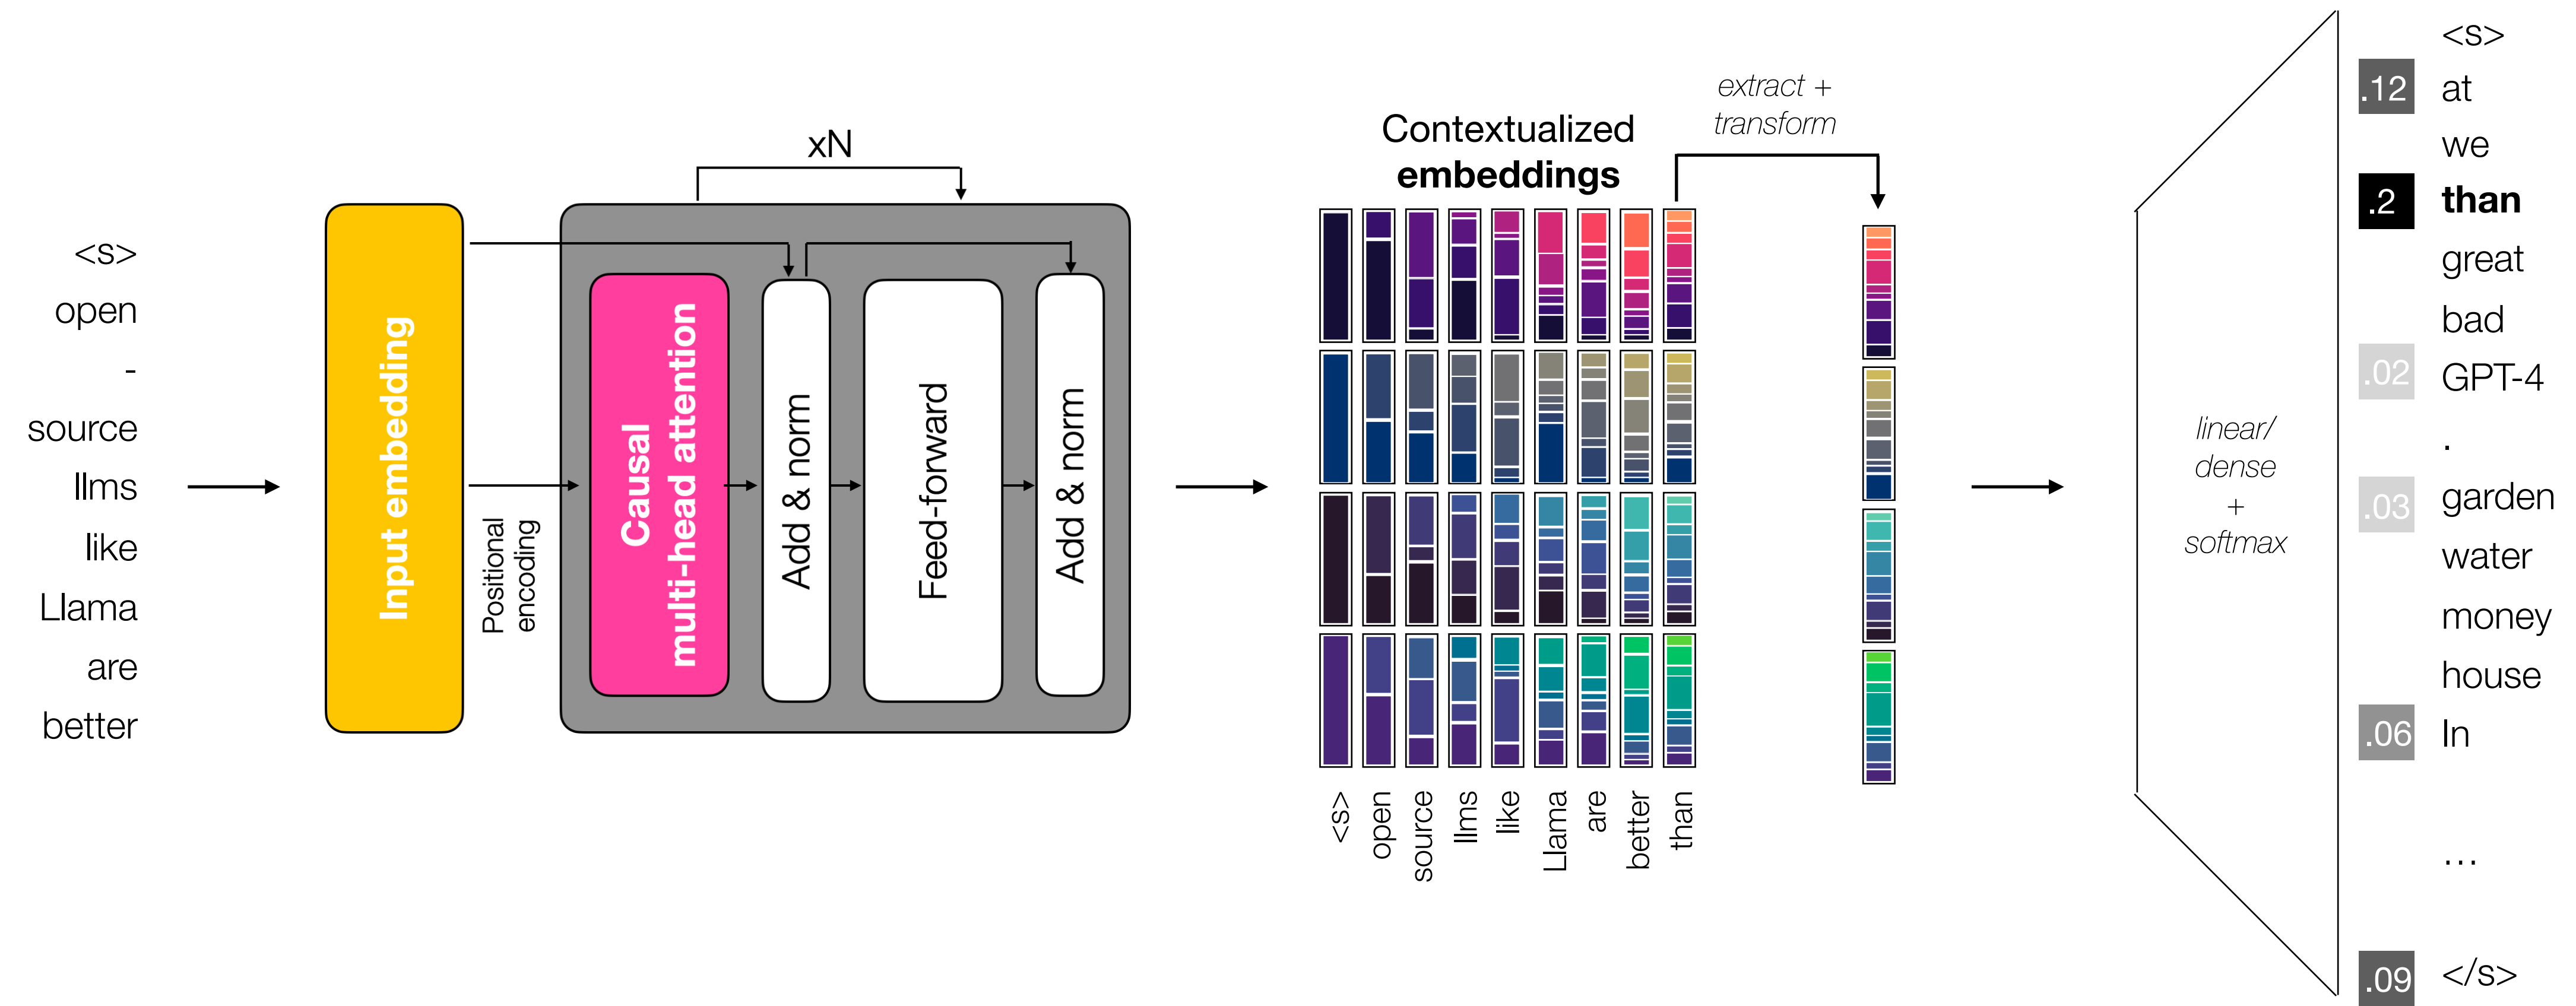 <s>
open
-
source
llms
like
Llama
are
better
Input embedding
Positional
encoding
xN
Causal
multi-head attention
Add & norm
Feed-forward
Add & norm
Contextualized
embeddings
<s>
open
source
llms
like
Llama
are
better
than
extract +
transform
linear/
dense
+
softmax
<s>
.12 at
we
.2 than
great
bad
.02 GPT-4
.
.03 garden
water
money
house
.06 In
...
.09 </s>